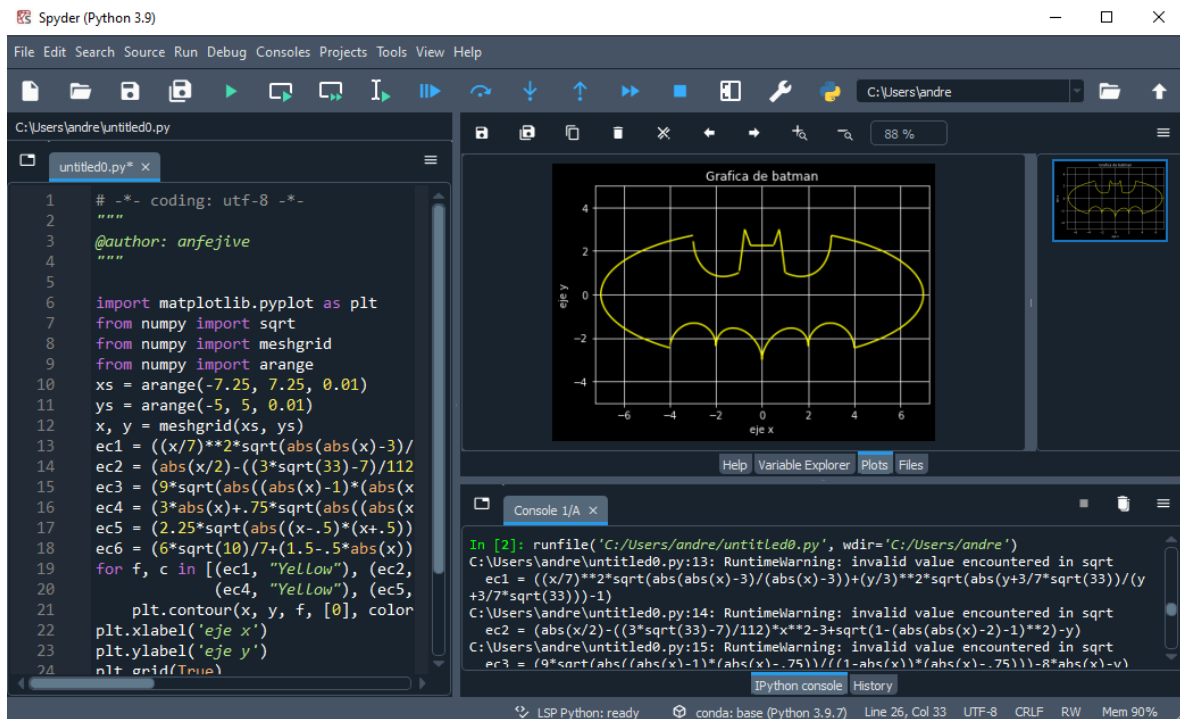 Spyder (Python 3.9)
File Edit Search Source Run Debug Consoles Projects Tools View Help
C:\Users\andre
C:\Users\andre\untitled0.py
88 %
untitled0.py*
1 # -*- coding: utf-8 -*-
2 """
3 @author: anfejive
4 """
5
6 import matplotlib.pyplot as plt
7 from numpy import sqrt
8 from numpy import meshgrid
9 from numpy import arange
10 xs = arange(-7.25, 7.25, 0.01)
11 ys = arange(-5, 5, 0.01)
12 x, y = meshgrid(xs, ys)
13 ec1 = ((x/7)**2*sqrt(abs(abs(x)-3)/
14 ec2 = (abs(x/2)-((3*sqrt(33)-7)/112
15 ec3 = (9*sqrt(abs((abs(x)-1)*(abs(x
16 ec4 = (3*abs(x)+.75*sqrt(abs((abs(x
17 ec5 = (2.25*sqrt(abs((x-.5)*(x+.5))
18 ec6 = (6*sqrt(10)/7+(1.5-.5*abs(x))
19 for f, c in [(ec1, "Yellow"), (ec2,
20 (ec4, "Yellow"), (ec5,
21 plt.contour(x, y, f, [0], color
22 plt.xlabel('eje x')
23 plt.ylabel('eje y')
24 plt.grid(True)
Grafica de batman
4
2
0
−2
−4
eje y
−6 −4 −2 0 2 4 6
eje x
Help Variable Explorer Plots Files
Console 1/A
In [2]: runfile('C:/Users/andre/untitled0.py', wdir='C:/Users/andre')
C:\Users\andre\untitled0.py:13: RuntimeWarning: invalid value encountered in sqrt
ec1 = ((x/7)**2*sqrt(abs(abs(x)-3)/(abs(x)-3))+(y/3)**2*sqrt(abs(y+3/7*sqrt(33))/(y
+3/7*sqrt(33)))-1)
C:\Users\andre\untitled0.py:14: RuntimeWarning: invalid value encountered in sqrt
ec2 = (abs(x/2)-((3*sqrt(33)-7)/112)*x**2-3+sqrt(1-(abs(abs(x)-2)-1)**2)-y)
C:\Users\andre\untitled0.py:15: RuntimeWarning: invalid value encountered in sqrt
ec3 = (9*sqrt(abs((abs(x)-1)*(abs(x)-.75))/((1-abs(x))*(abs(x)-.75)))-8*abs(x)-y)
IPython console History
LSP Python: ready conda: base (Python 3.9.7) Line 26, Col 33 UTF-8 CRLF RW Mem 90%